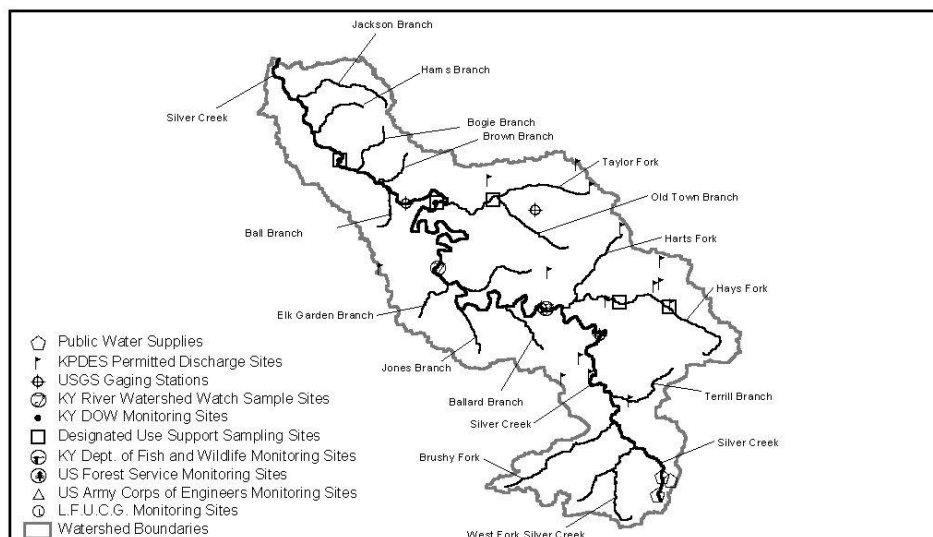 Jackson Branch
Harris Branch
Silver Creek
Bogie Branch
Brown Branch
Taylor Fork
Old Town Branch
Ball Branch
Harts Fork
Hays Fork
Elk Garden Branch
Jones Branch
Ballard Branch
Terrill Branch
Silver Creek
Silver Creek
Brushy Fork
West Fork Silver Creek
Public Water Supplies
KPDES Permitted Discharge Sites
USGS Gaging Stations
KY River Watershed Watch Sample Sites
KY DOW Monitoring Sites
Designated Use Support Sampling Sites
KY Dept. of Fish and Wildlife Monitoring Sites
US Forest Service Monitoring Sites
US Army Corps of Engineers Monitoring Sites
L.F.U.C.G. Monitoring Sites
Watershed Boundaries